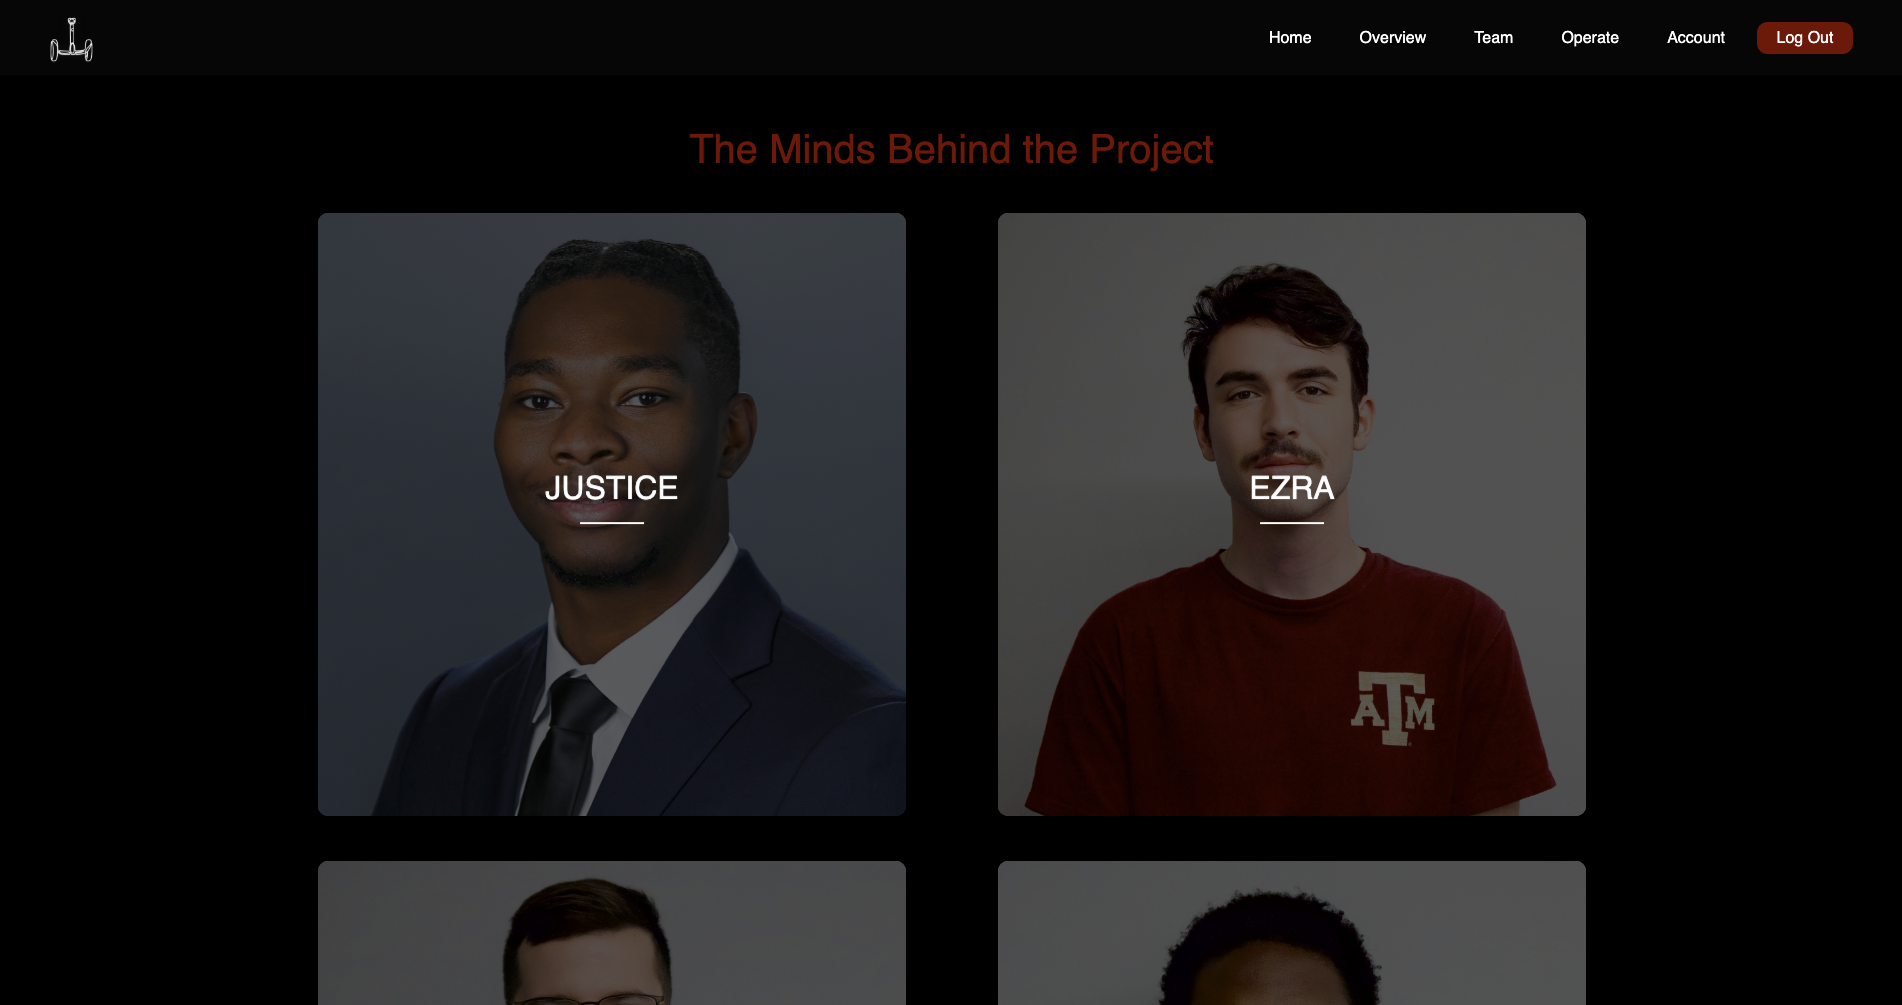 Home
Overview
Team
Operate
Account
Log Out
The Minds Behind the Project
JUSTICE
EZRA
ATM